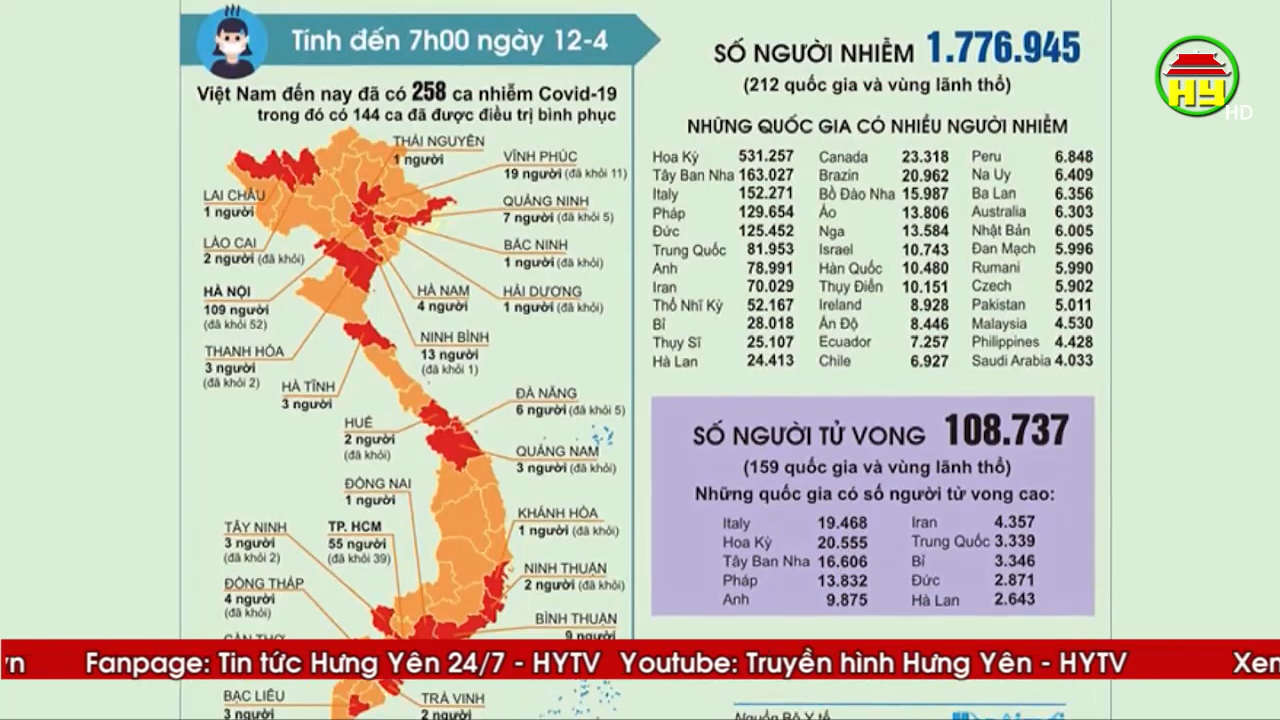 Tính đến 7h00 ngày 12-4
Việt Nam đến nay đã có 258 ca nhiễm Covid-19
trong đó có 144 ca đã được điều trị bình phục
THÁI NGUYÊN
1 người
VĨNH PHÚC
19 người (đã khỏi 11)
LAI CHÂU
1 người
QUẢNG NINH
7 người (đã khỏi 5)
LÀO CAI
2 người (đã khỏi)
BẮC NINH
1 người (đã khỏi)
HÀ NỘI
109 người
(đã khỏi 52)
HÀ NAM
4 người
HẢI DƯƠNG
1 người (đã khỏi)
THANH HÓA
3 người
(đã khỏi 2)
NINH BÌNH
13 người
(đã khỏi 1)
HÀ TĨNH
3 người
ĐÀ NẴNG
6 người (đã khỏi 5)
HUẾ
2 người
(đã khỏi)
QUẢNG NAM
3 người (đã khỏi)
ĐỒNG NAI
1 người
KHÁNH HÒA
1 người (đã khỏi)
TÂY NINH
3 người
(đã khỏi 2)
TP. HCM
55 người
(đã khỏi 39)
NINH THUẬN
2 người (đã khỏi)
ĐỒNG THÁP
4 người
(đã khỏi)
BÌNH THUẬN
9 người
CẦN THƠ
BẠC LIÊU
3 người
TRÀ VINH
2 người
SỐ NGƯỜI NHIỄM 1.776.945
(212 quốc gia và vùng lãnh thổ)
NHỮNG QUỐC GIA CÓ NHIỀU NGƯỜI NHIỄM
Hoa Kỳ 531.257 Canada 23.318 Peru 6.848
Tây Ban Nha 163.027 Brazin 20.962 Na Uy 6.409
Italy 152.271 Bồ Đào Nha 15.987 Ba Lan 6.356
Pháp 129.654 Áo 13.806 Australia 6.303
Đức 125.452 Nga 13.584 Nhật Bản 6.005
Trung Quốc 81.953 Israel 10.743 Đan Mạch 5.996
Anh 78.991 Hàn Quốc 10.480 Rumani 5.990
Iran 70.029 Thụy Điển 10.151 Czech 5.902
Thổ Nhĩ Kỳ 52.167 Ireland 8.928 Pakistan 5.011
Bỉ 28.018 Ấn Độ 8.446 Malaysia 4.530
Thụy Sĩ 25.107 Ecuador 7.257 Philippines 4.428
Hà Lan 24.413 Chile 6.927 Saudi Arabia 4.033
SỐ NGƯỜI TỬ VONG 108.737
(159 quốc gia và vùng lãnh thổ)
Những quốc gia có số người tử vong cao:
Italy 19.468 Iran 4.357
Hoa Kỳ 20.555 Trung Quốc 3.339
Tây Ban Nha 16.606 Bỉ 3.346
Pháp 13.832 Đức 2.871
Anh 9.875 Hà Lan 2.643
Nguồn Bộ Y tế
HY
HD
vn Fanpage: Tin tức Hưng Yên 24/7 - HYTV Youtube: Truyền hình Hưng Yên - HYTV Xem